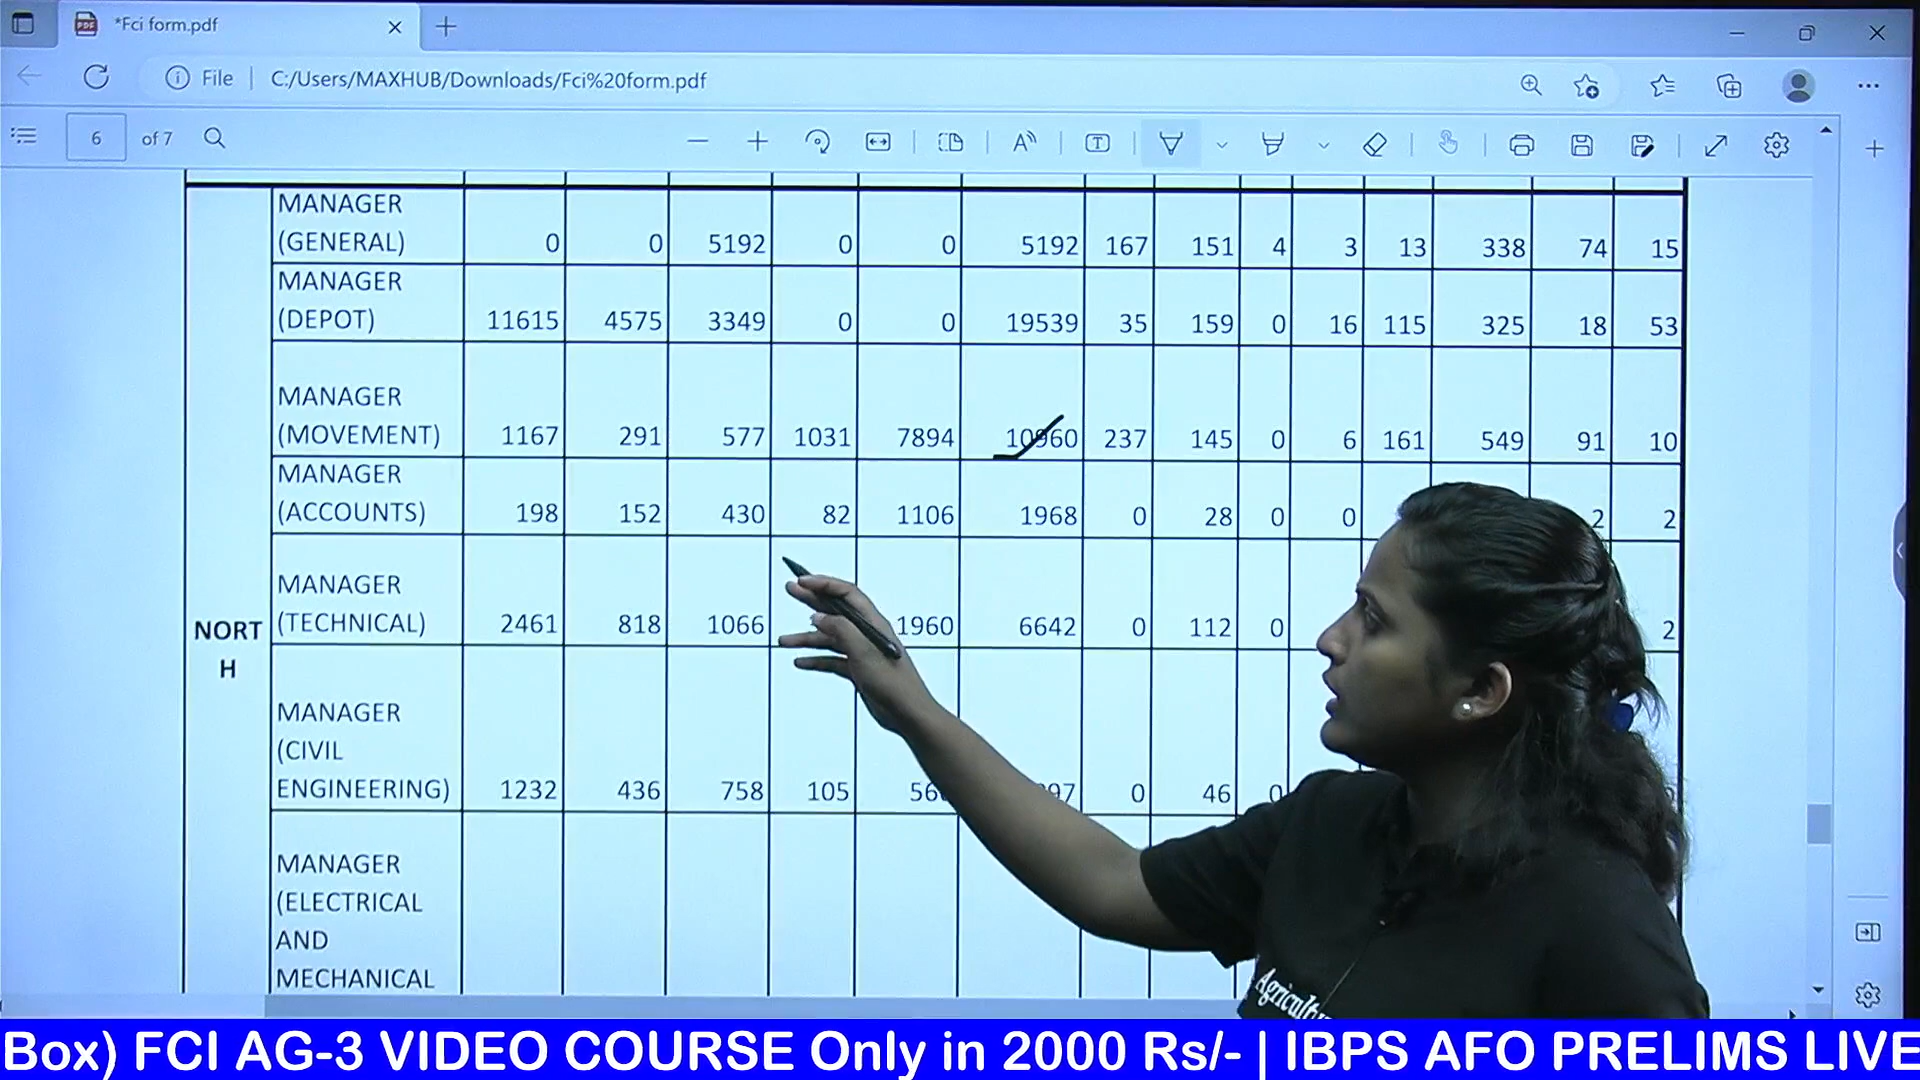 *Fci form.pdf
File | C:/Users/MAXHUB/Downloads/Fci%20form.pdf
6 of 7
MANAGER
(GENERAL) 0 0 5192 0 0 5192 167 151 4 3 13 338 74 15
MANAGER
(DEPOT) 11615 4575 3349 0 0 19539 35 159 0 16 115 325 18 53
MANAGER
(MOVEMENT) 1167 291 577 1031 7894 10960 237 145 0 6 161 549 91 10
MANAGER
(ACCOUNTS) 198 152 430 82 1106 1968 0 28 0 0 2 2
MANAGER
(TECHNICAL) 2461 818 1066 1960 6642 0 112 0 2
NORT
H
MANAGER
(CIVIL
ENGINEERING) 1232 436 758 105 0 46 0
MANAGER
(ELECTRICAL
AND
MECHANICAL
Box) FCI AG-3 VIDEO COURSE Only in 2000 Rs/- | IBPS AFO PRELIMS LIVE